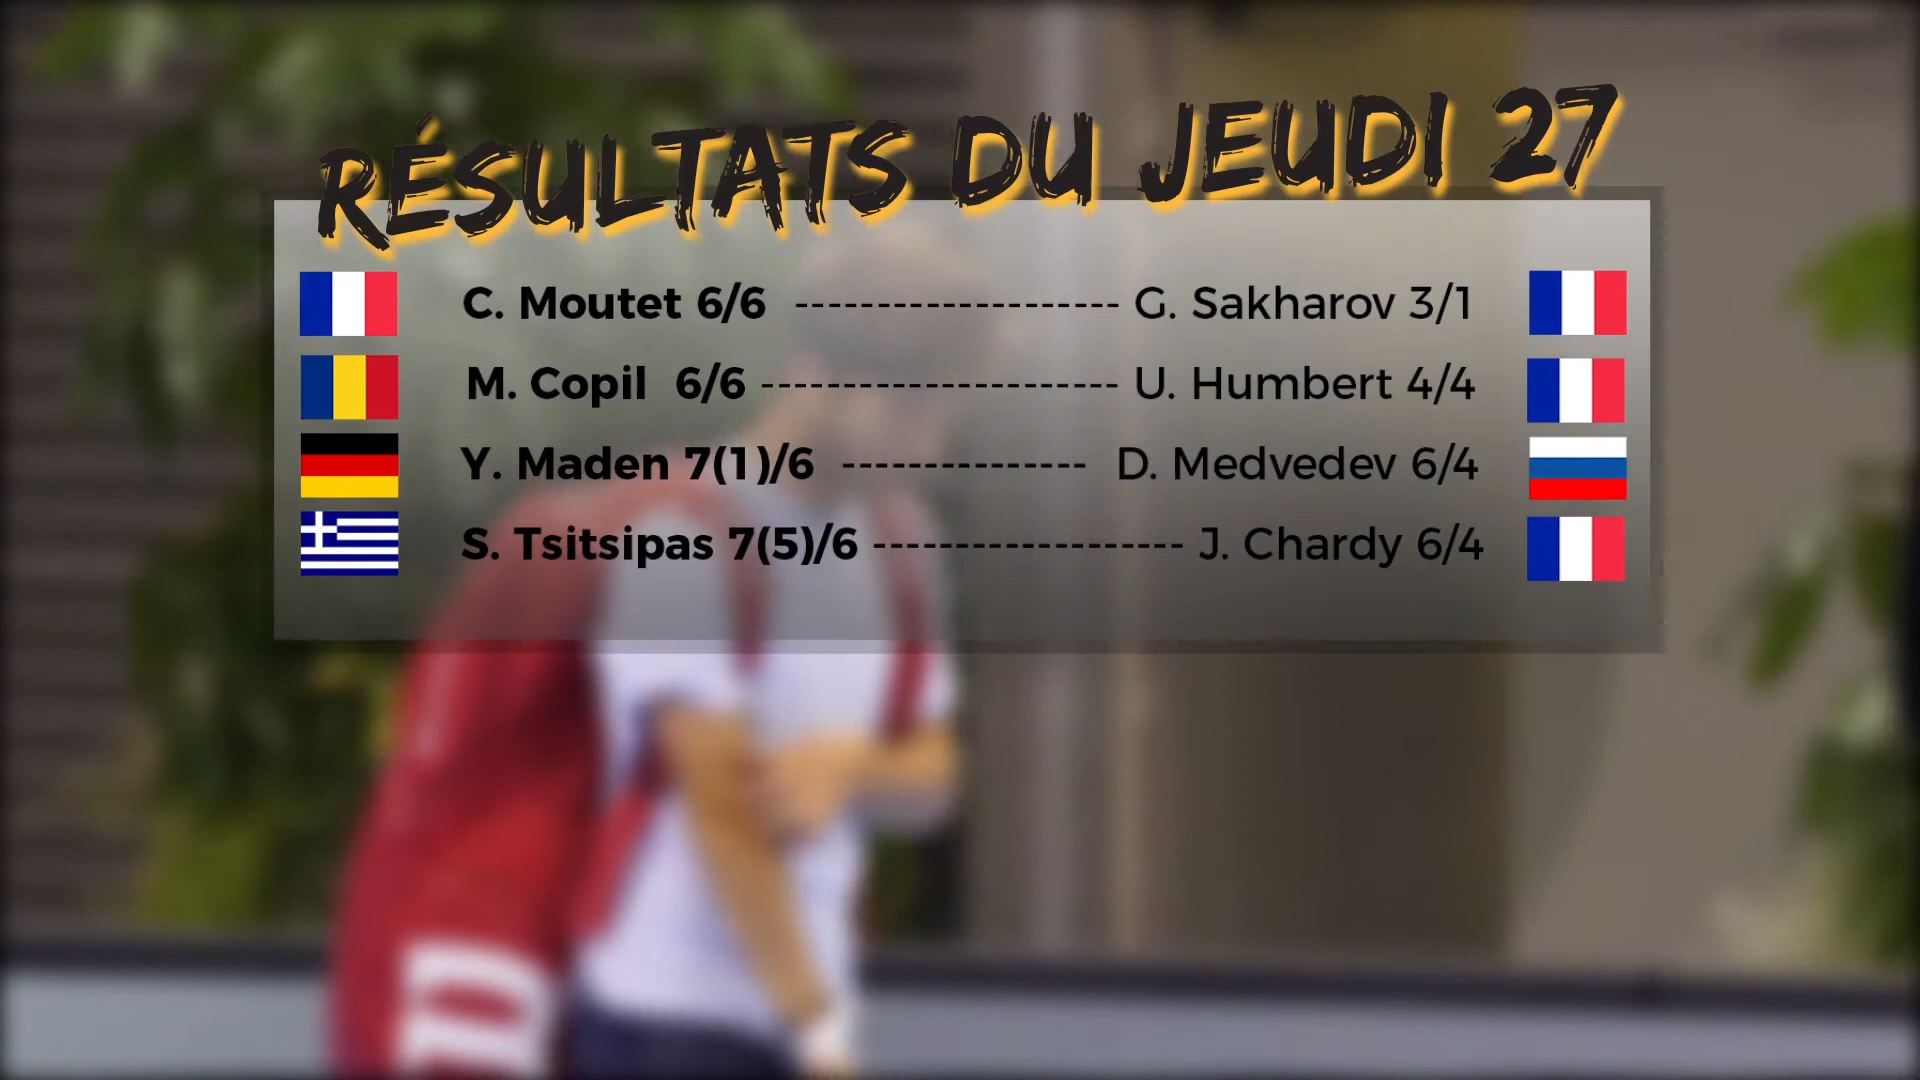 RÉSULTATS DU JEUDI 27
C. Moutet 6/6 -------------------- G. Sakharov 3/1
M. Copil 6/6 ---------------------- U. Humbert 4/4
Y. Maden 7(1)/6 --------------- D. Medvedev 6/4
S. Tsitsipas 7(5)/6 ------------------- J. Chardy 6/4